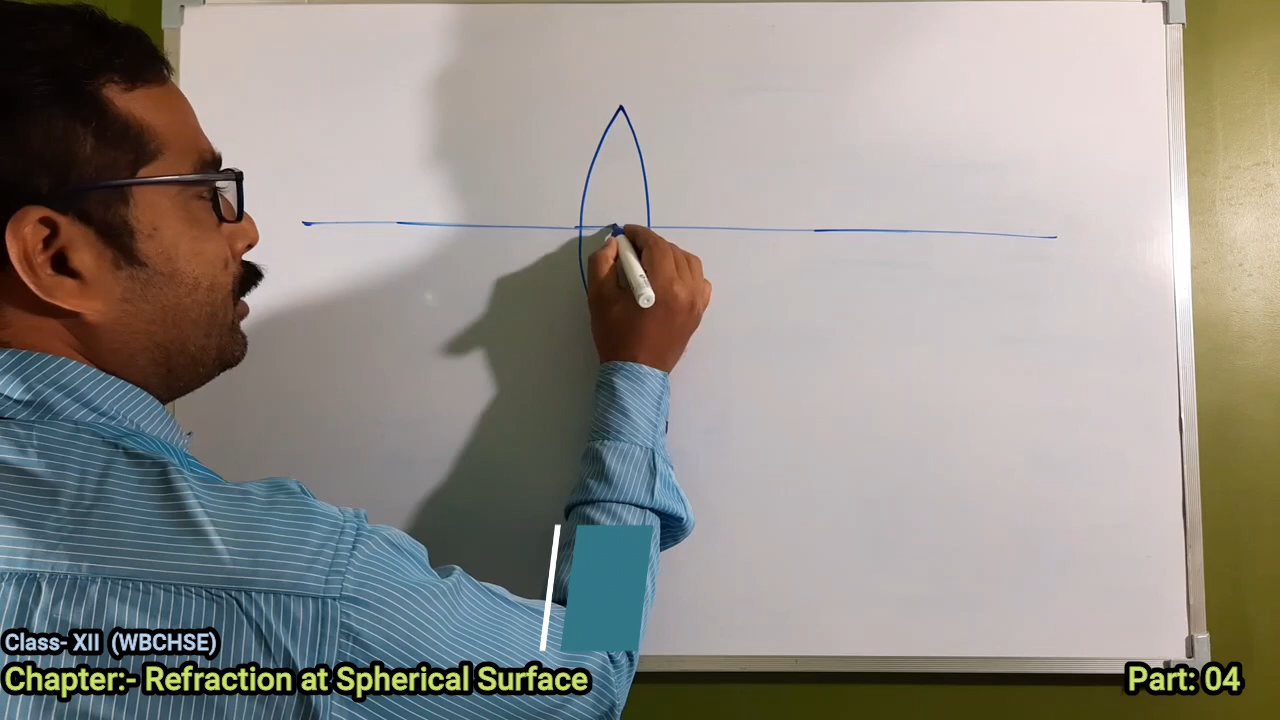 Class- XII (WBCHSE)
Chapter:- Refraction at Spherical Surface
Part: 04